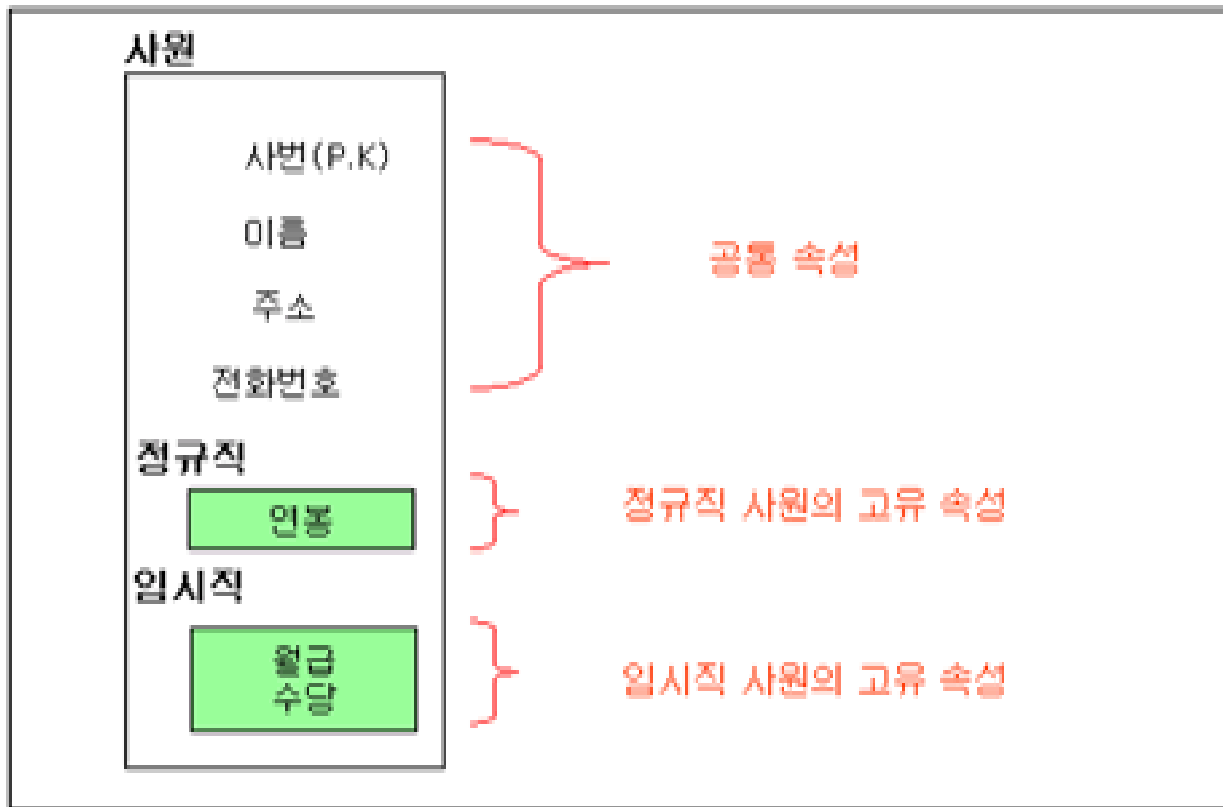 사원
사번(P.K)
이름
공통 속성
주소
전화번호
정규직
연봉
정규직 사원의 고유 속성
임시직
월급
수당
임시직 사원의 고유 속성